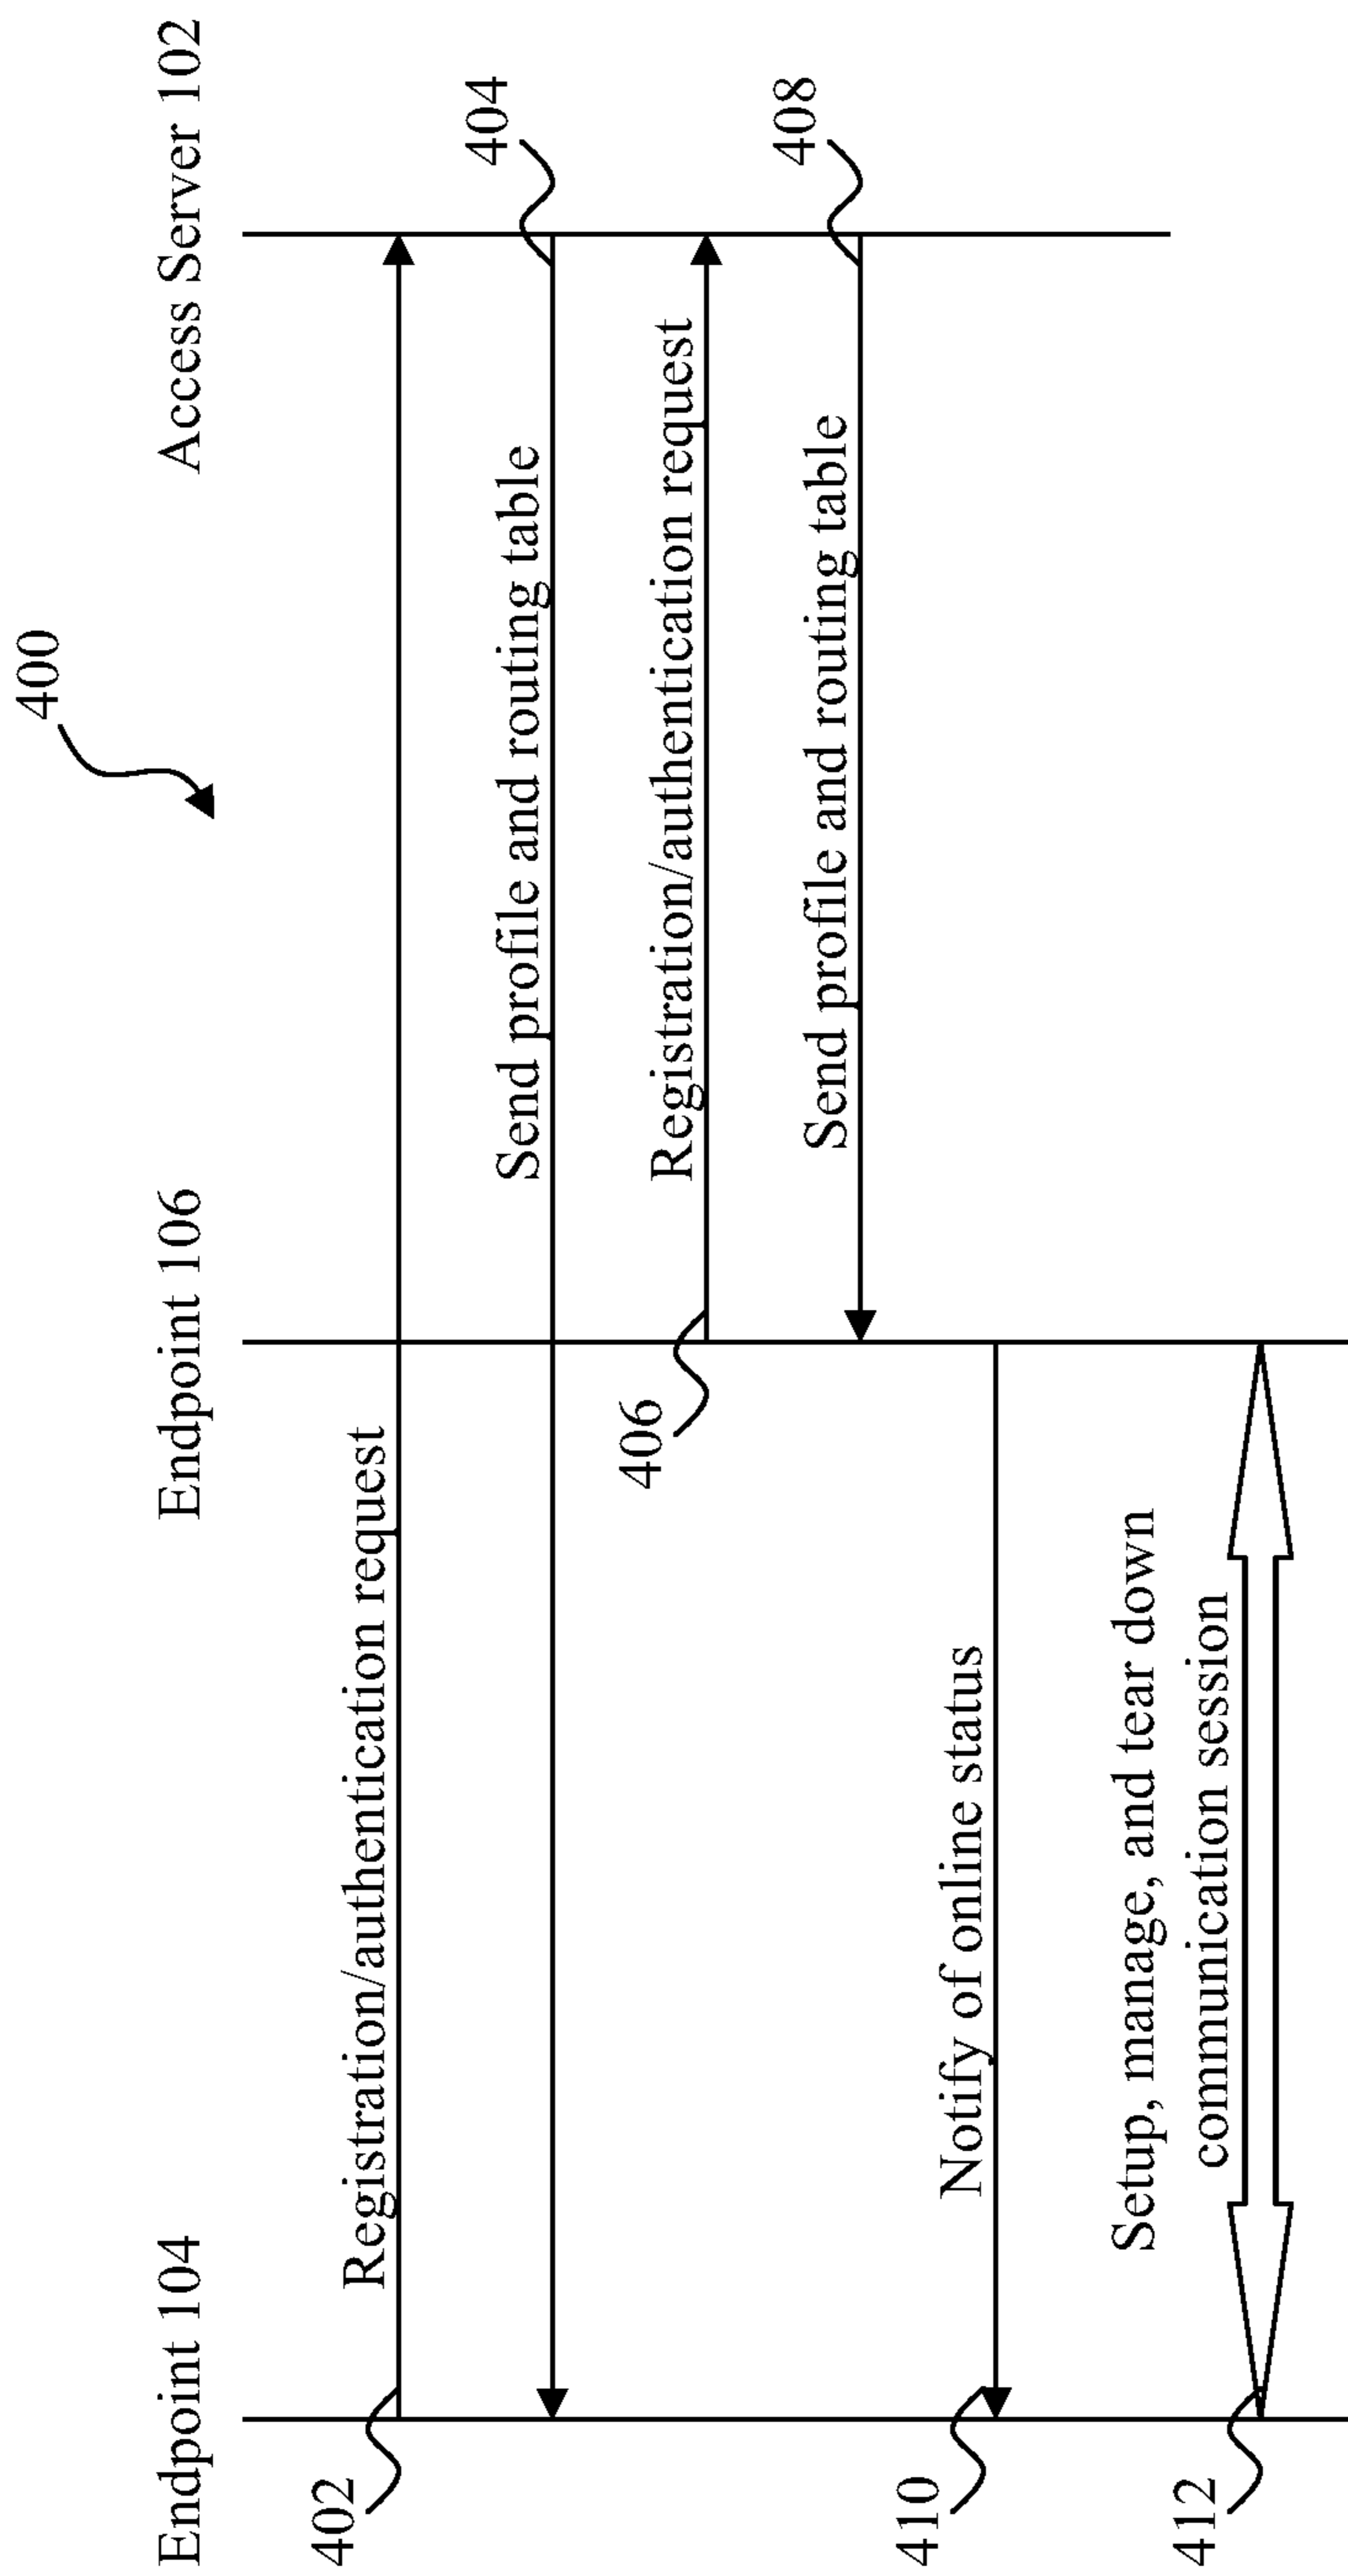 400
Endpoint 104
Endpoint 106
Access Server 102
402
Registration/authentication request
404
Send profile and routing table
406
Registration/authentication request
408
Send profile and routing table
410
Notify of online status
412
Setup, manage, and tear down
communication session